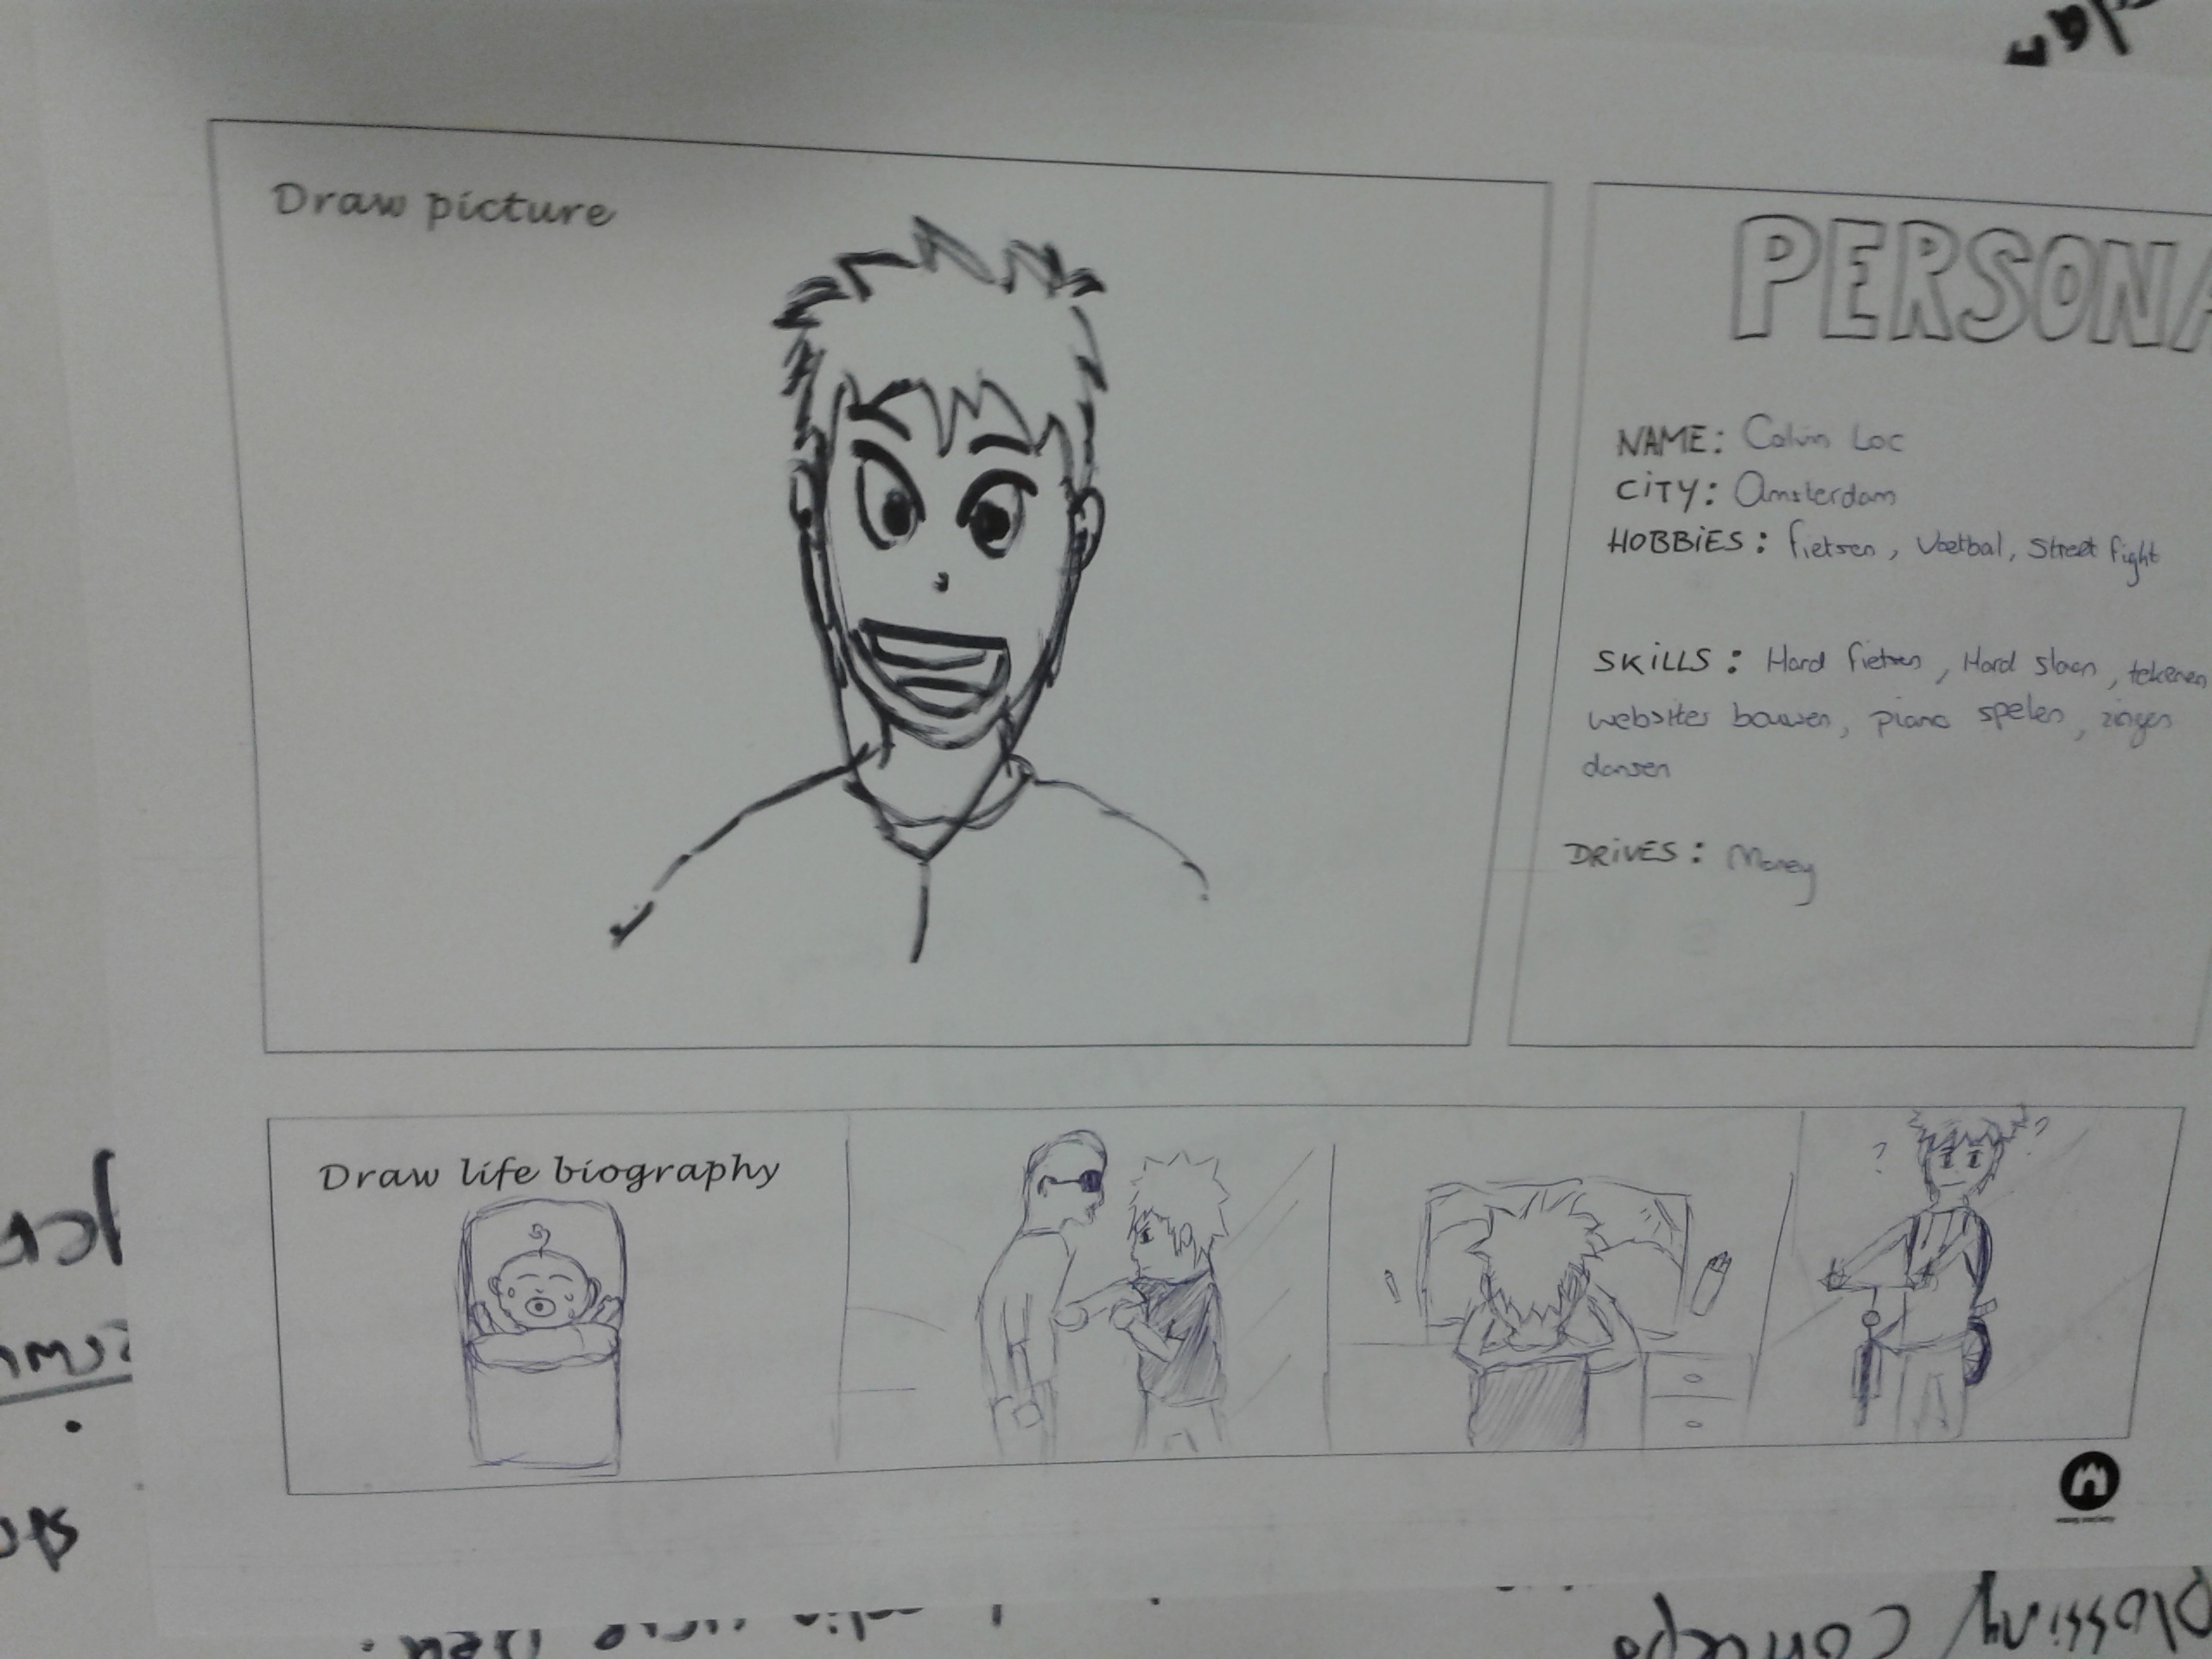 Draw picture
PERSONA
NAME: Calvin Loc
CITY: Amsterdam
HOBBIES: fietsen, Voetbal, Street fight
SKILLS: Hard fietsen, Hard slaan, tekenen
websites bouwen, piano spelen, zingen
dansen
DRIVES: Money
Draw life biography
? ?